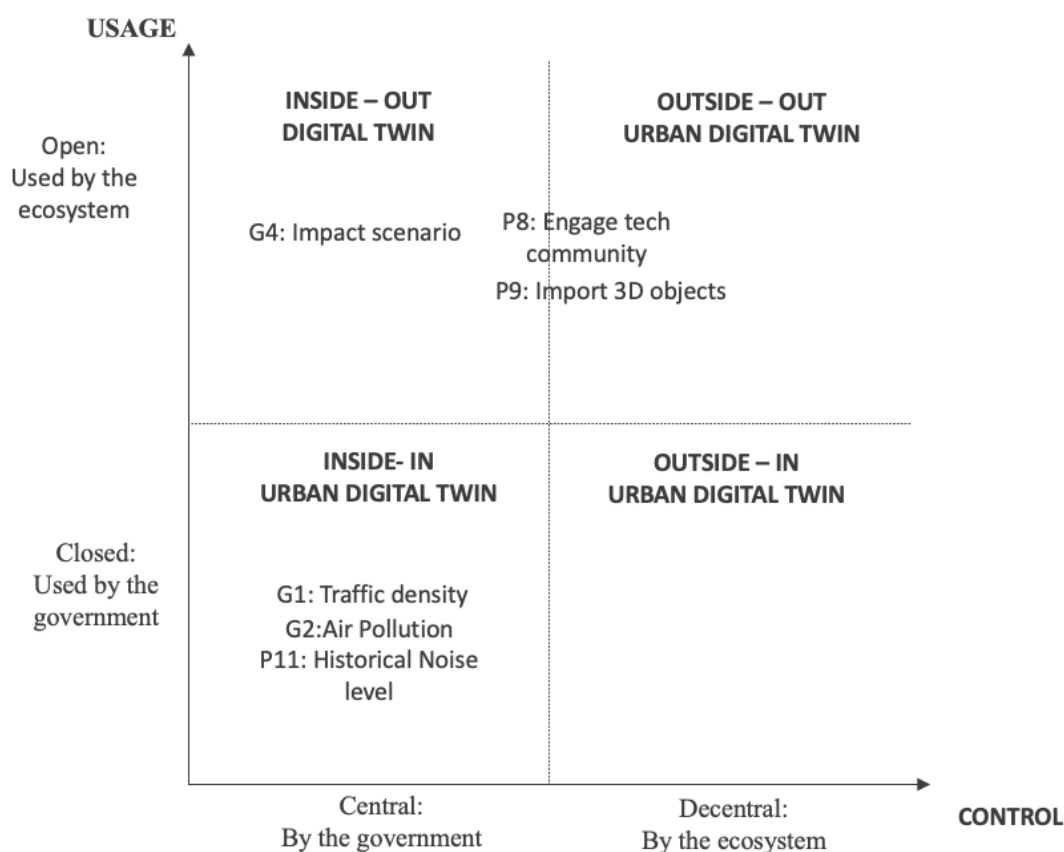 USAGE
INSIDE – OUT
DIGITAL TWIN
OUTSIDE – OUT
URBAN DIGITAL TWIN
Open:
Used by the
ecosystem
G4: Impact scenario
P8: Engage tech
community
P9: Import 3D objects
INSIDE- IN
URBAN DIGITAL TWIN
OUTSIDE – IN
URBAN DIGITAL TWIN
Closed:
Used by the
government
G1: Traffic density
G2:Air Pollution
P11: Historical Noise
level
Central:
By the government
Decentral:
By the ecosystem
CONTROL